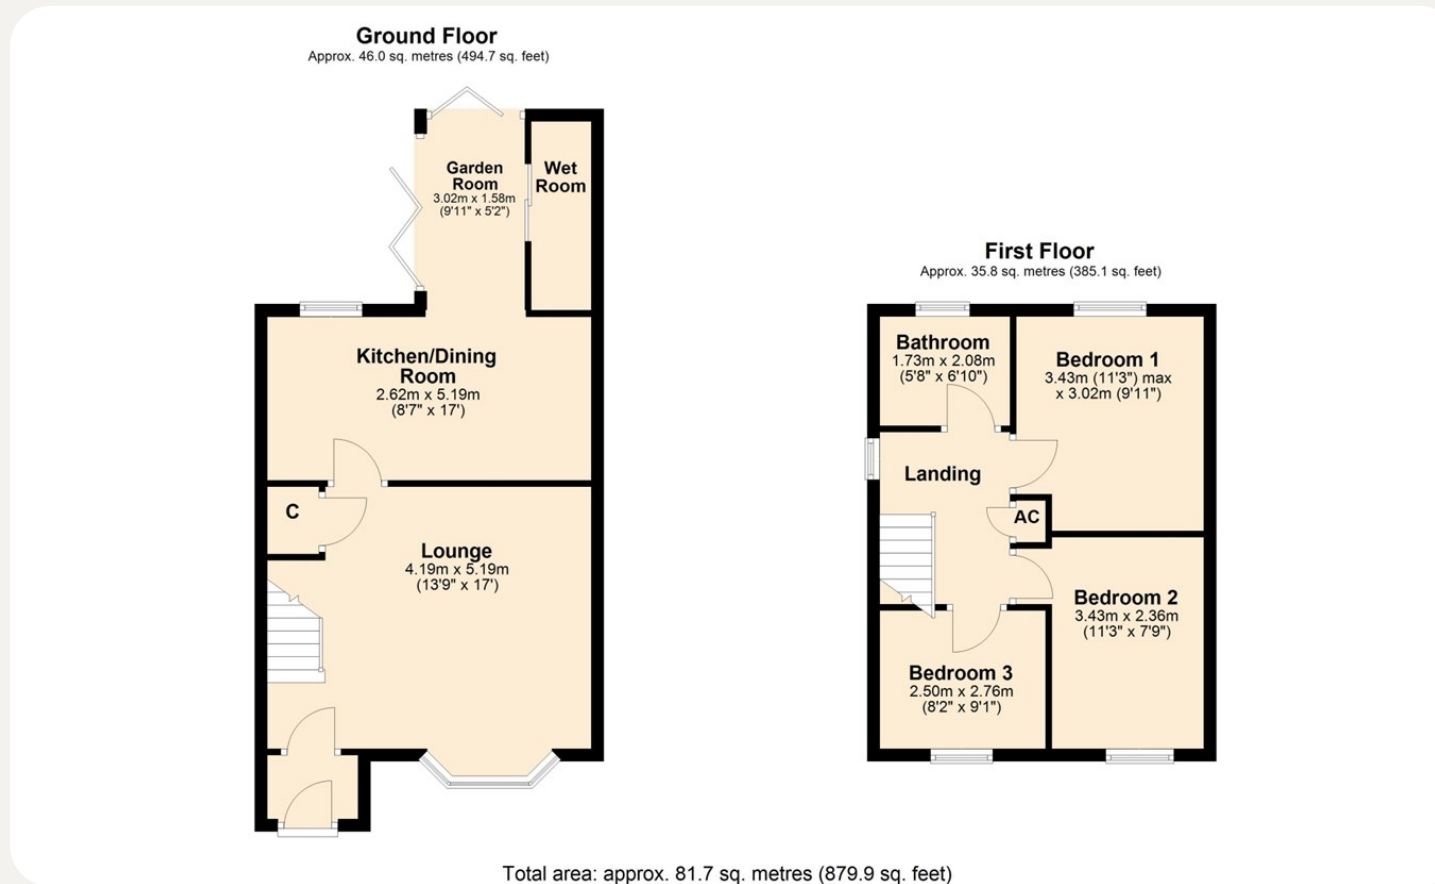 Ground Floor
Approx. 46.0 sq. metres (494.7 sq. feet)
Garden
Room
3.02m x 1.58m
(9'11" x 5'2")
Wet
Room
Kitchen/Dining
Room
2.62m x 5.19m
(8'7" x 17')
C
Lounge
4.19m x 5.19m
(13'9" x 17')
First Floor
Approx. 35.8 sq. metres (385.1 sq. feet)
Bathroom
1.73m x 2.08m
(5'8" x 6'10")
Bedroom 1
3.43m (11'3") max
x 3.02m (9'11")
Landing
AC
Bedroom 2
3.43m x 2.36m
(11'3" x 7'9")
Bedroom 3
2.50m x 2.76m
(8'2" x 9'1")
Total area: approx. 81.7 sq. metres (879.9 sq. feet)